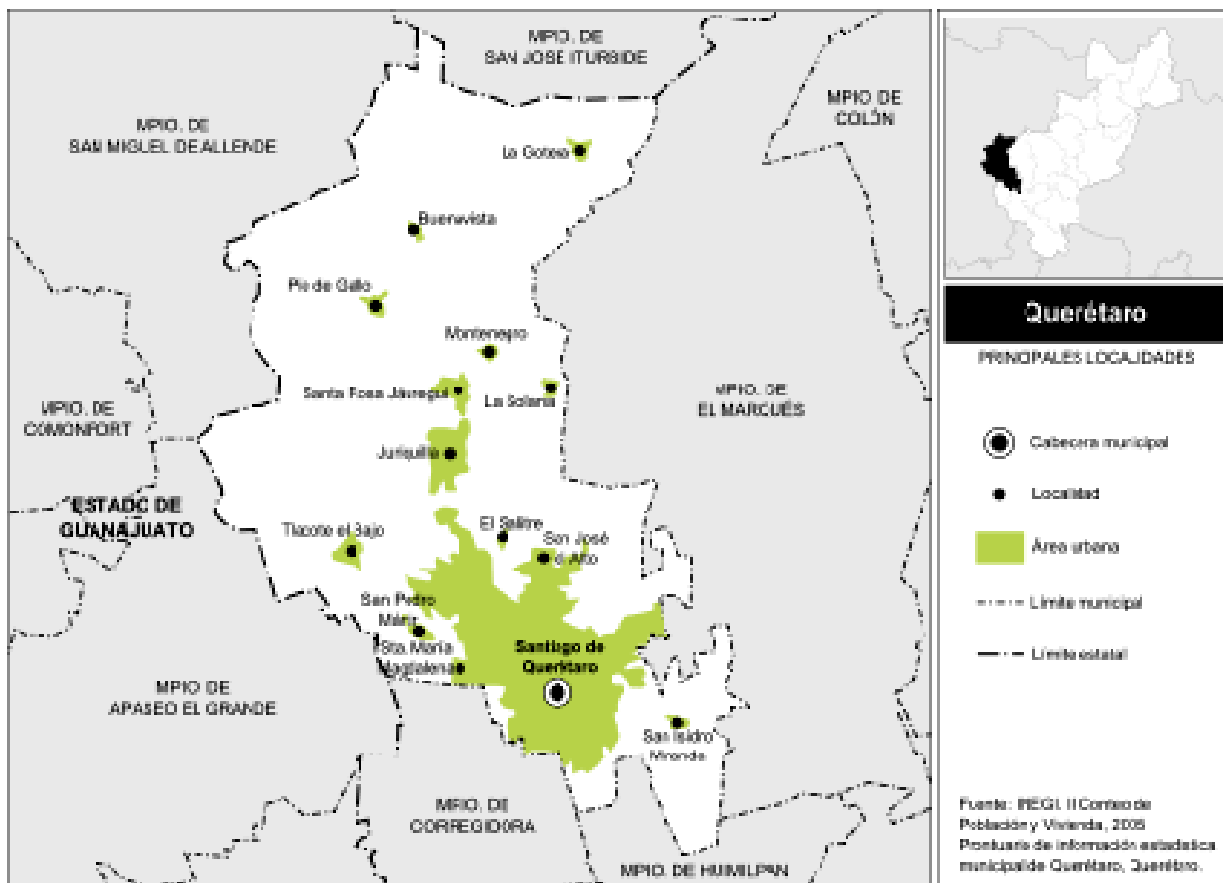 MPIO. DE
SAN JOSE ITURBIDE
MPIO DE
COLÓN
MPIO. DE
SAN MIGUEL DE ALLENDE
La Gotera
Buenavista
Pie de Gallo
Montenegro
Santa Rosa Jáuregui
La Solana
MPIO. DE
EL MARQUÉS
MPIO. DE
COMONFORT
Juriquilla
ESTADO DE
GUANAJUATO
Tlacote el Bajo
El Salitre
San José
el Alto
San Pedro
Mártir
Sta. María
Magdalena
Santiago de
Querétaro
MPIO DE
APASEO EL GRANDE
San Isidro
Miranda
MPIO. DE
CORREGIDORA
MPIO. DE HUIMILPAN
Querétaro
PRINCIPALES LOCALIDADES
Cabecera municipal
Localidad
Área urbana
Límite municipal
Límite estatal
Fuente: INEGI. II Conteo de
Población y Vivienda, 2005
Prontuario de información estadística
municipal de Querétaro, Querétaro.